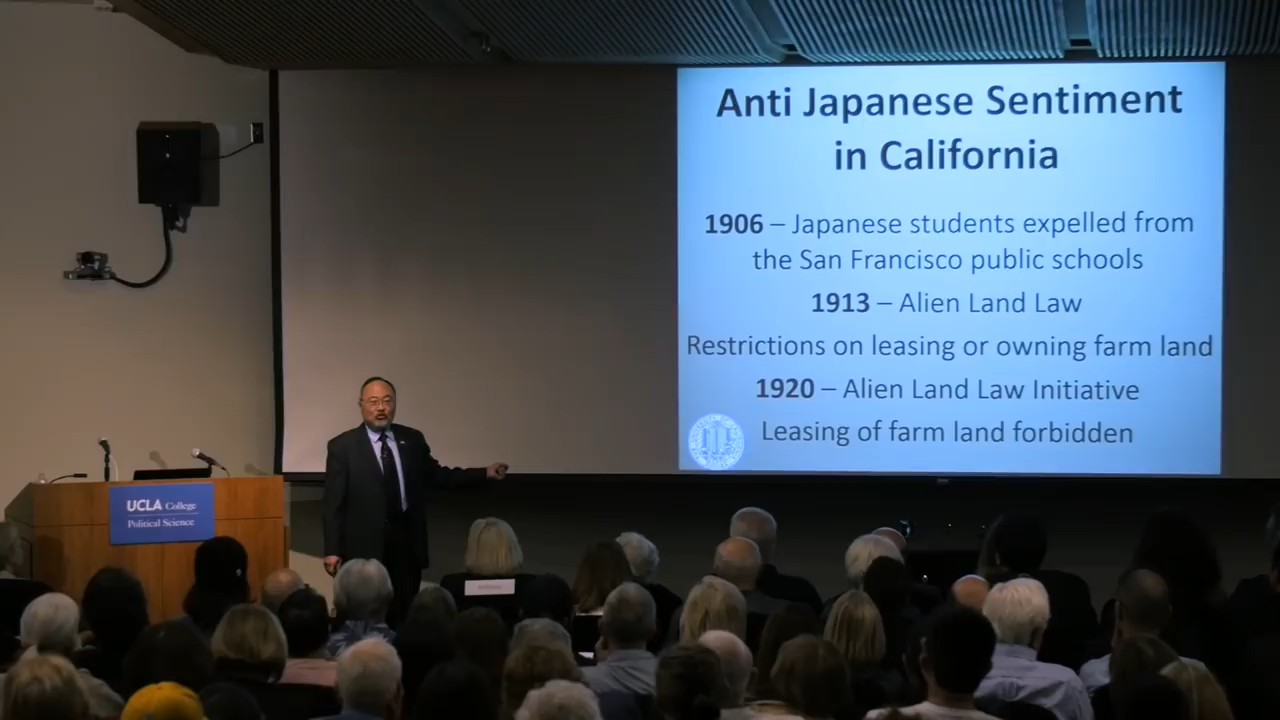 Anti Japanese Sentiment
in California
1906 – Japanese students expelled from
the San Francisco public schools
1913 – Alien Land Law
Restrictions on leasing or owning farm land
1920 – Alien Land Law Initiative
Leasing of farm land forbidden
UCLA College
Political Science